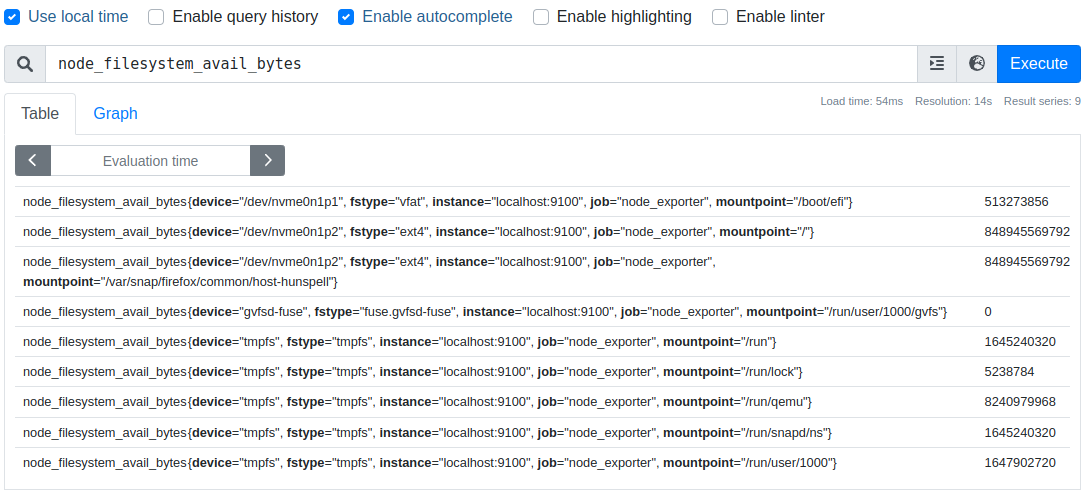 Use local time Enable query history Enable autocomplete Enable highlighting Enable linter
node_filesystem_avail_bytes Execute
Table Graph Load time: 54ms Resolution: 14s Result series: 9
Evaluation time
node_filesystem_avail_bytes{device="/dev/nvme0n1p1", fstype="vfat", instance="localhost:9100", job="node_exporter", mountpoint="/boot/efi"} 513273856
node_filesystem_avail_bytes{device="/dev/nvme0n1p2", fstype="ext4", instance="localhost:9100", job="node_exporter", mountpoint="/"} 848945569792
node_filesystem_avail_bytes{device="/dev/nvme0n1p2", fstype="ext4", instance="localhost:9100", job="node_exporter", 848945569792
mountpoint="/var/snap/firefox/common/host-hunspell"}
node_filesystem_avail_bytes{device="gvfsd-fuse", fstype="fuse.gvfsd-fuse", instance="localhost:9100", job="node_exporter", mountpoint="/run/user/1000/gvfs"} 0
node_filesystem_avail_bytes{device="tmpfs", fstype="tmpfs", instance="localhost:9100", job="node_exporter", mountpoint="/run"} 1645240320
node_filesystem_avail_bytes{device="tmpfs", fstype="tmpfs", instance="localhost:9100", job="node_exporter", mountpoint="/run/lock"} 5238784
node_filesystem_avail_bytes{device="tmpfs", fstype="tmpfs", instance="localhost:9100", job="node_exporter", mountpoint="/run/qemu"} 8240979968
node_filesystem_avail_bytes{device="tmpfs", fstype="tmpfs", instance="localhost:9100", job="node_exporter", mountpoint="/run/snapd/ns"} 1645240320
node_filesystem_avail_bytes{device="tmpfs", fstype="tmpfs", instance="localhost:9100", job="node_exporter", mountpoint="/run/user/1000"} 1647902720